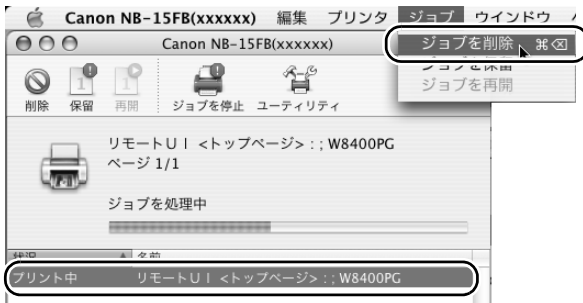 Canon NB-15FB(xxxxxx) 編集 プリンタ ジョブ ウインドウ
Canon NB-15FB(xxxxxx)
ジョブを削除 ⌘⌫
ジョブを再開
削除 保留 再開 ジョブを停止 ユーティリティ
リモートUI <トップページ> : ; W8400PG
ページ 1/1
ジョブを処理中
状況 名前
プリント中 リモートUI <トップページ> : ; W8400PG